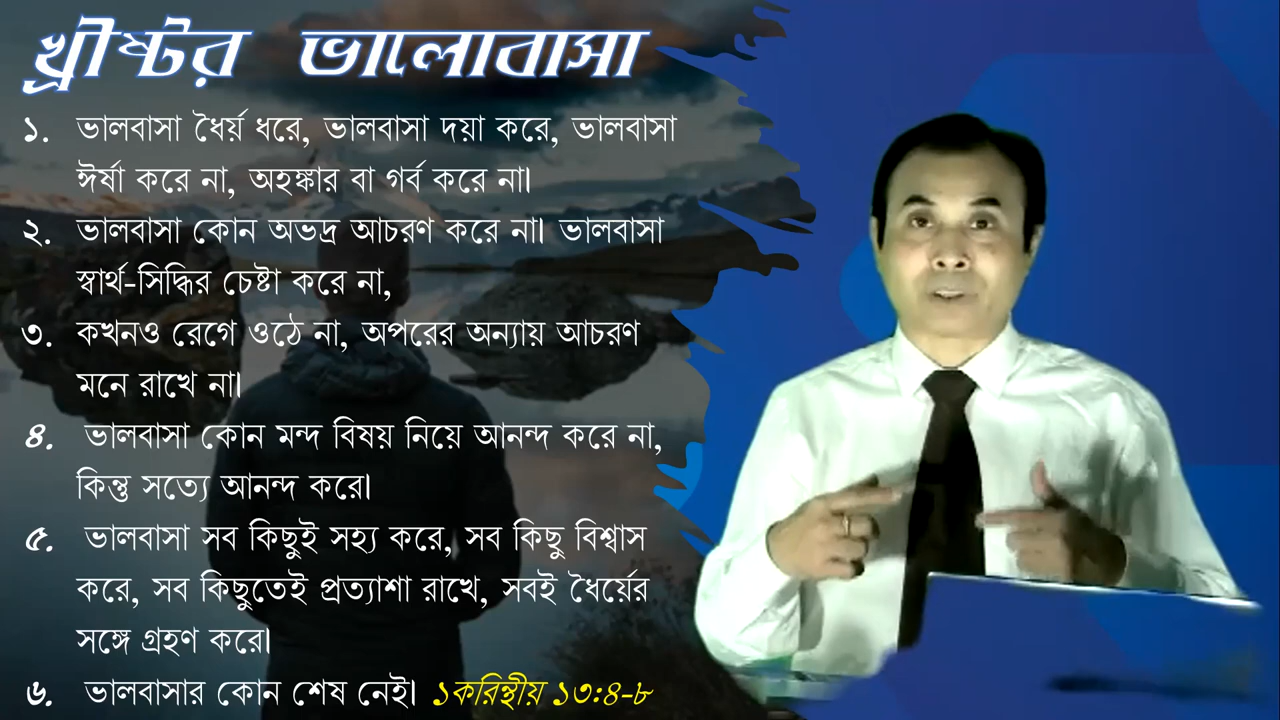 খ্রীষ্টর ভালোবাসা
১. ভালবাসা ধৈর্য় ধরে, ভালবাসা দয়া করে, ভালবাসা
ঈর্ষা করে না, অহঙ্কার বা গর্ব করে না।
২. ভালবাসা কোন অভদ্র আচরণ করে না। ভালবাসা
স্বার্থ-সিদ্ধির চেষ্টা করে না,
৩. কখনও রেগে ওঠে না, অপরের অন্যায় আচরণ
মনে রাখে না।
৪. ভালবাসা কোন মন্দ বিষয় নিয়ে আনন্দ করে না,
কিন্তু সত্যে আনন্দ করে।
৫. ভালবাসা সব কিছুই সহ্য করে, সব কিছু বিশ্বাস
করে, সব কিছুতেই প্রত্যাশা রাখে, সবই ধৈর্যের
সঙ্গে গ্রহণ করে।
৬. ভালবাসার কোন শেষ নেই। ১করিন্থীয় ১৩:৪-৮